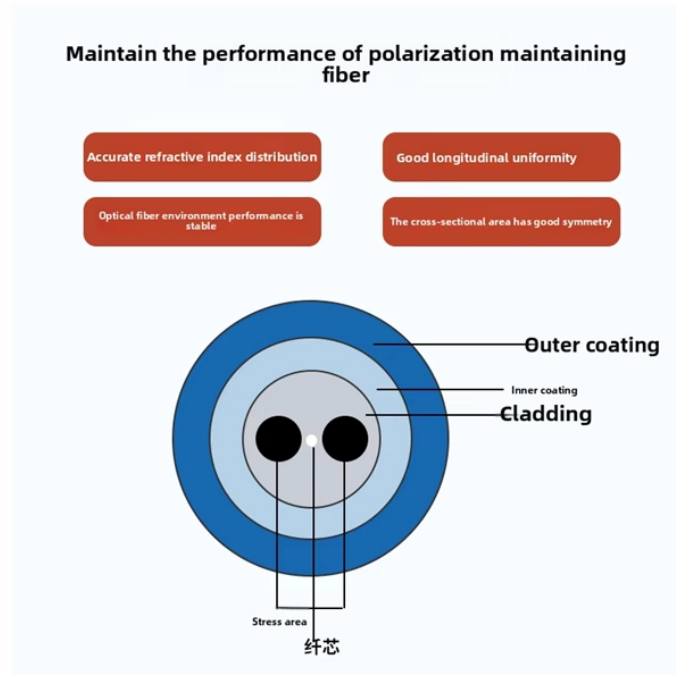 Maintain the performance of polarization maintaining
fiber
Accurate refractive index distribution
Good longitudinal uniformity
Optical fiber environment performance is
stable
The cross-sectional area has good symmetry
Outer coating
Inner coating
Cladding
Stress area
纤芯